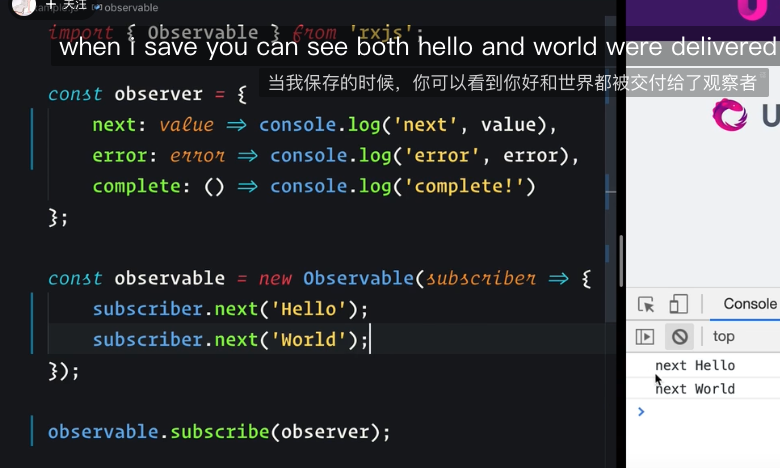 + 关注
observable
import { Observable } from 'rxjs';
when i save you can see both hello and world were delivered
当我保存的时候，你可以看到你好和世界都被交付给了观察者
const observer = {
next: value => console.log('next', value),
error: error => console.log('error', error),
complete: () => console.log('complete!')
};
const observable = new Observable(subscriber => {
subscriber.next('Hello');
subscriber.next('World');
});
observable.subscribe(observer);
U
Console
top
next Hello
next World
>